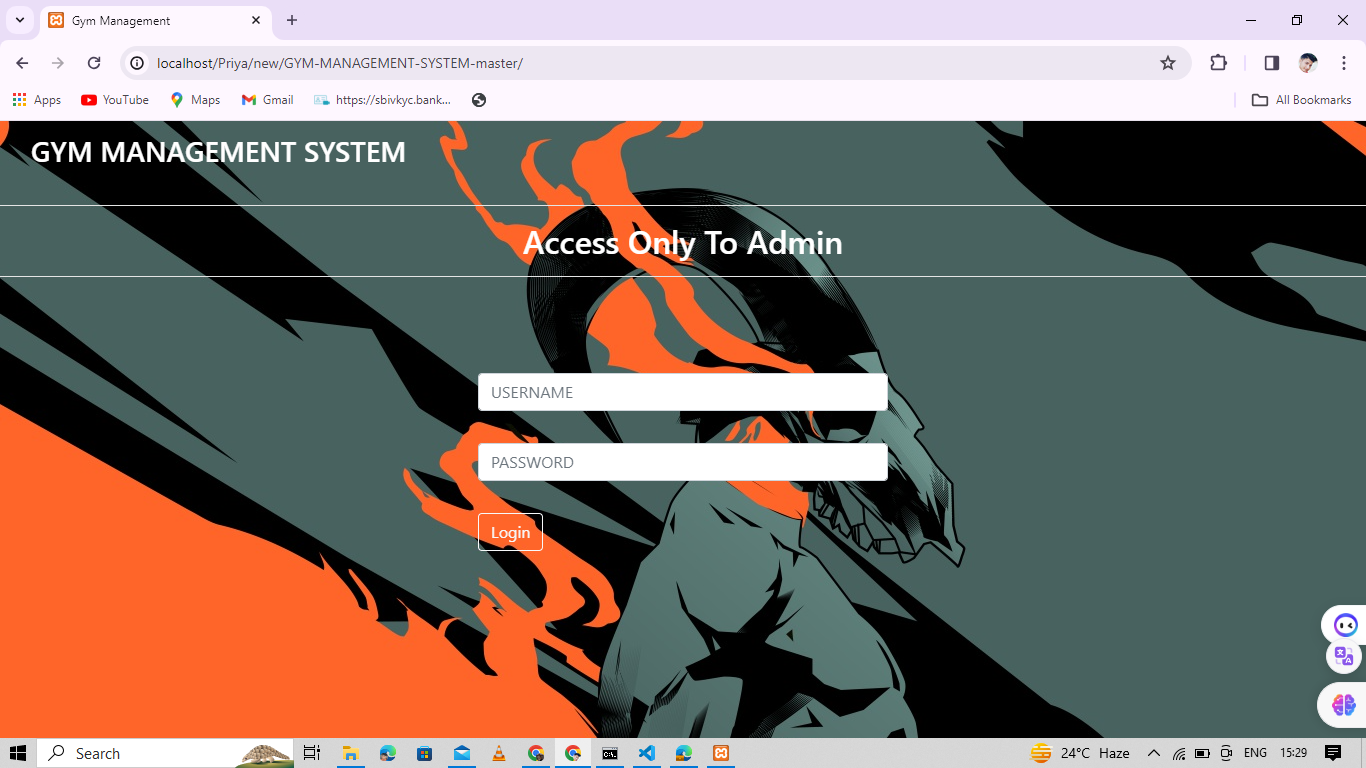 Gym Management
localhost/Priya/new/GYM-MANAGEMENT-SYSTEM-master/
Apps
YouTube
Maps
Gmail
https://sbivkyc.bank...
All Bookmarks
GYM MANAGEMENT SYSTEM
Access Only To Admin
USERNAME
PASSWORD
Login
Search
24°C Haze
ENG
15:29